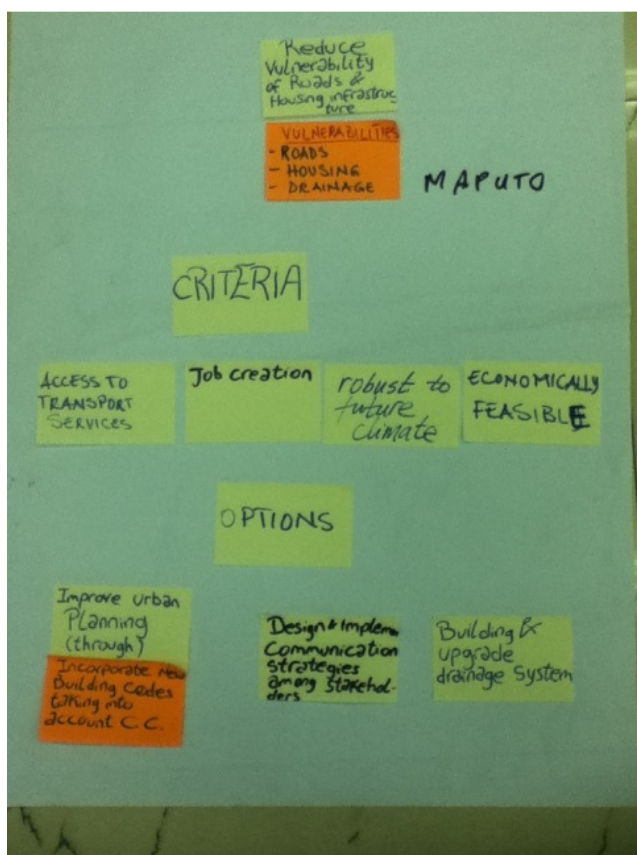 Reduce
Vulnerability
of Roads &
Housing infrastruc-
ture
VULNERABILITIES
- ROADS
- HOUSING
- DRAINAGE
MAPUTO
CRITERIA
ACCESS TO
TRANSPORT
SERVICES
Job creation
robust to
future
climate
ECONOMICALLY
FEASIBLE
OPTIONS
Improve urban
Planning
(through)
Incorporate New
Building Codes
taking into
account C.C.
Design & Implemen
Communication
strategies
among stakehol-
ders
Building &
upgrade
drainage System